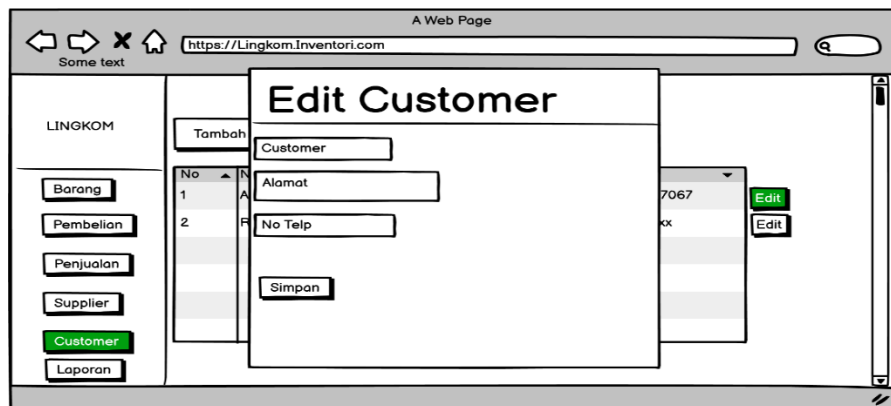 A Web Page
https://Lingkom.Inventori.com
Some text
LINGKOM
Barang
Pembelian
Penjualan
Supplier
Customer
Laporan
Tambah
No N
1 A 7067 Edit
2 R xx Edit
Edit Customer
Customer
Alamat
No Telp
Simpan